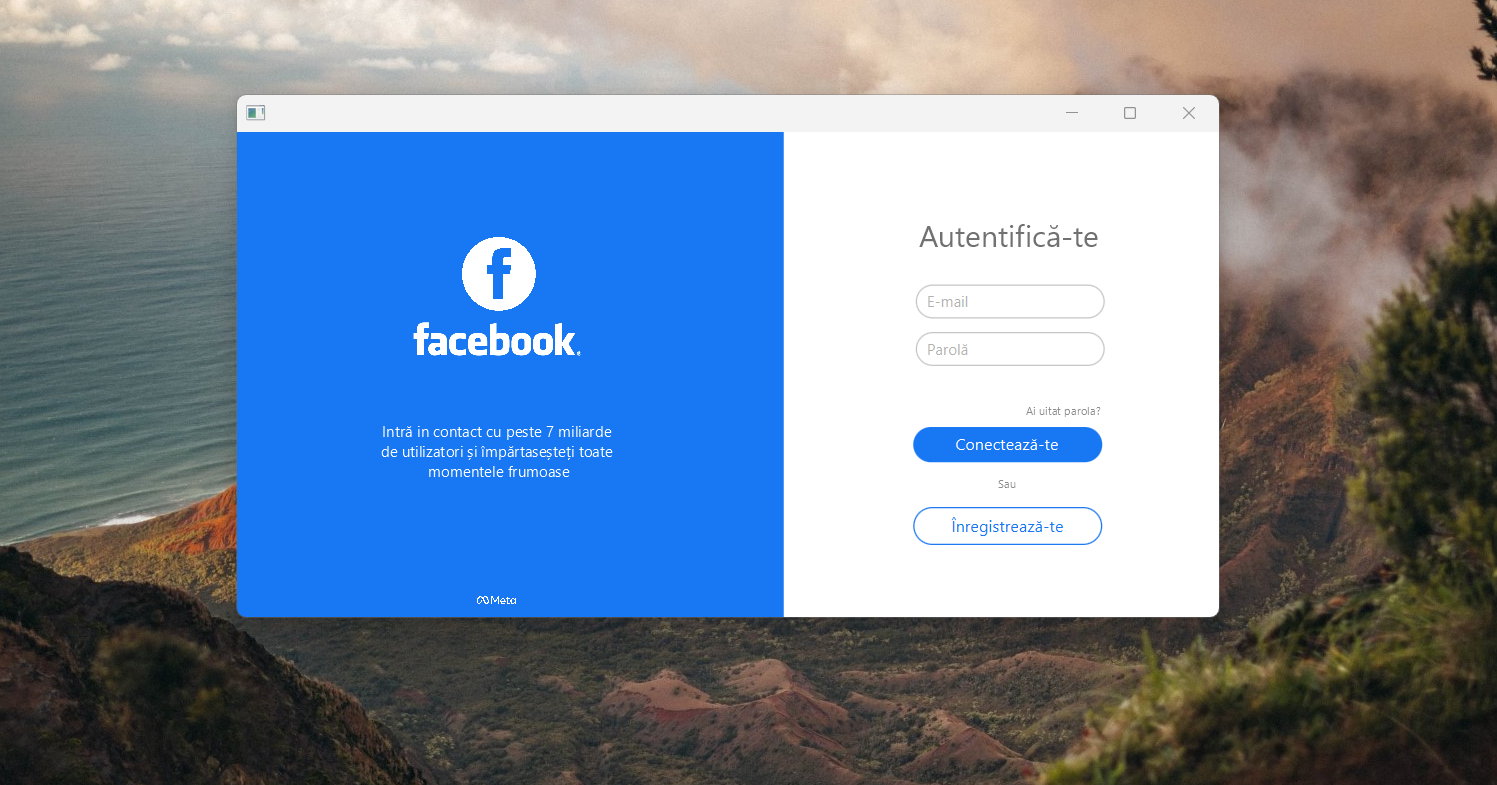 facebook
Intră in contact cu peste 7 miliarde
de utilizatori și împărtaseșteți toate
momentele frumoase
Meta
Autentifică-te
E-mail
Parolă
Ai uitat parola?
Conectează-te
Sau
Înregistrează-te